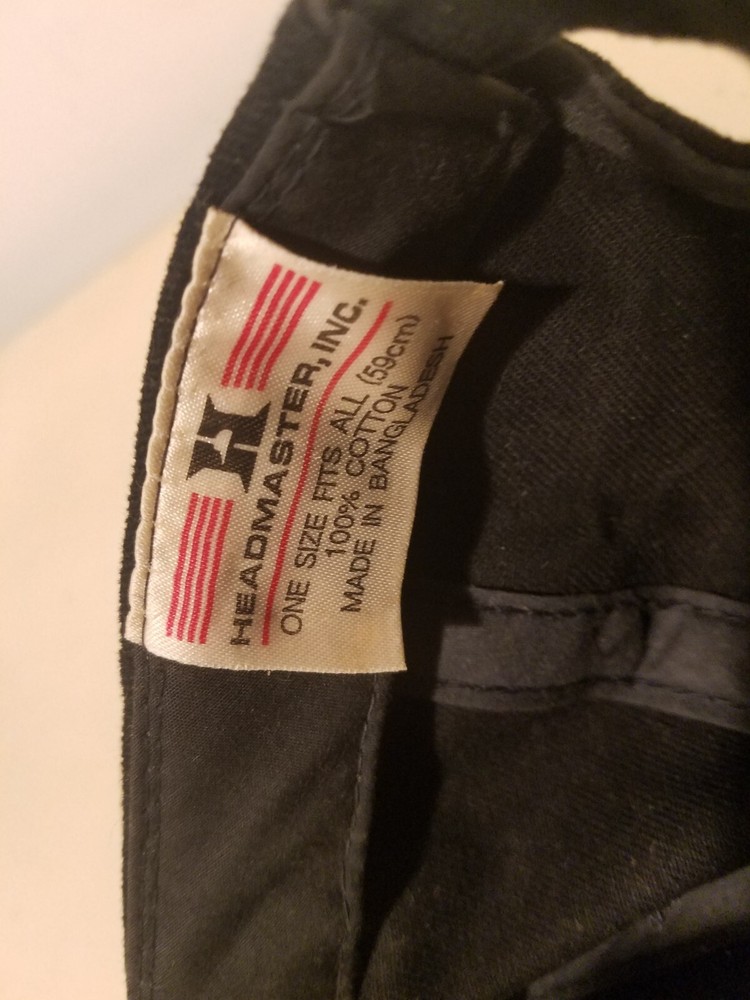 H
HEADMASTER, INC.
ONE SIZE FITS ALL (59cm)
100% COTTON
MADE IN BANGLADESH